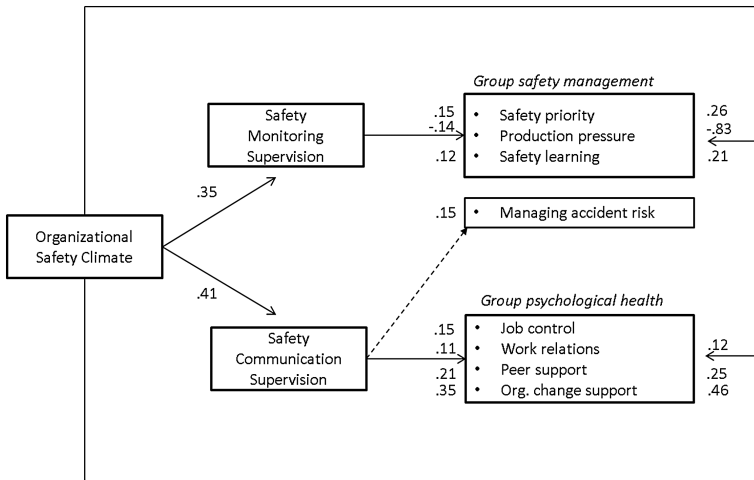 Group safety management
Safety
Monitoring
Supervision
.15 • Safety priority .26
-.14 • Production pressure -.83
.12 • Safety learning .21
.35
.15 • Managing accident risk
Organizational
Safety Climate
.41
Group psychological health
Safety
Communication
Supervision
.15 • Job control
.11 • Work relations .12
.21 • Peer support .25
.35 • Org. change support .46